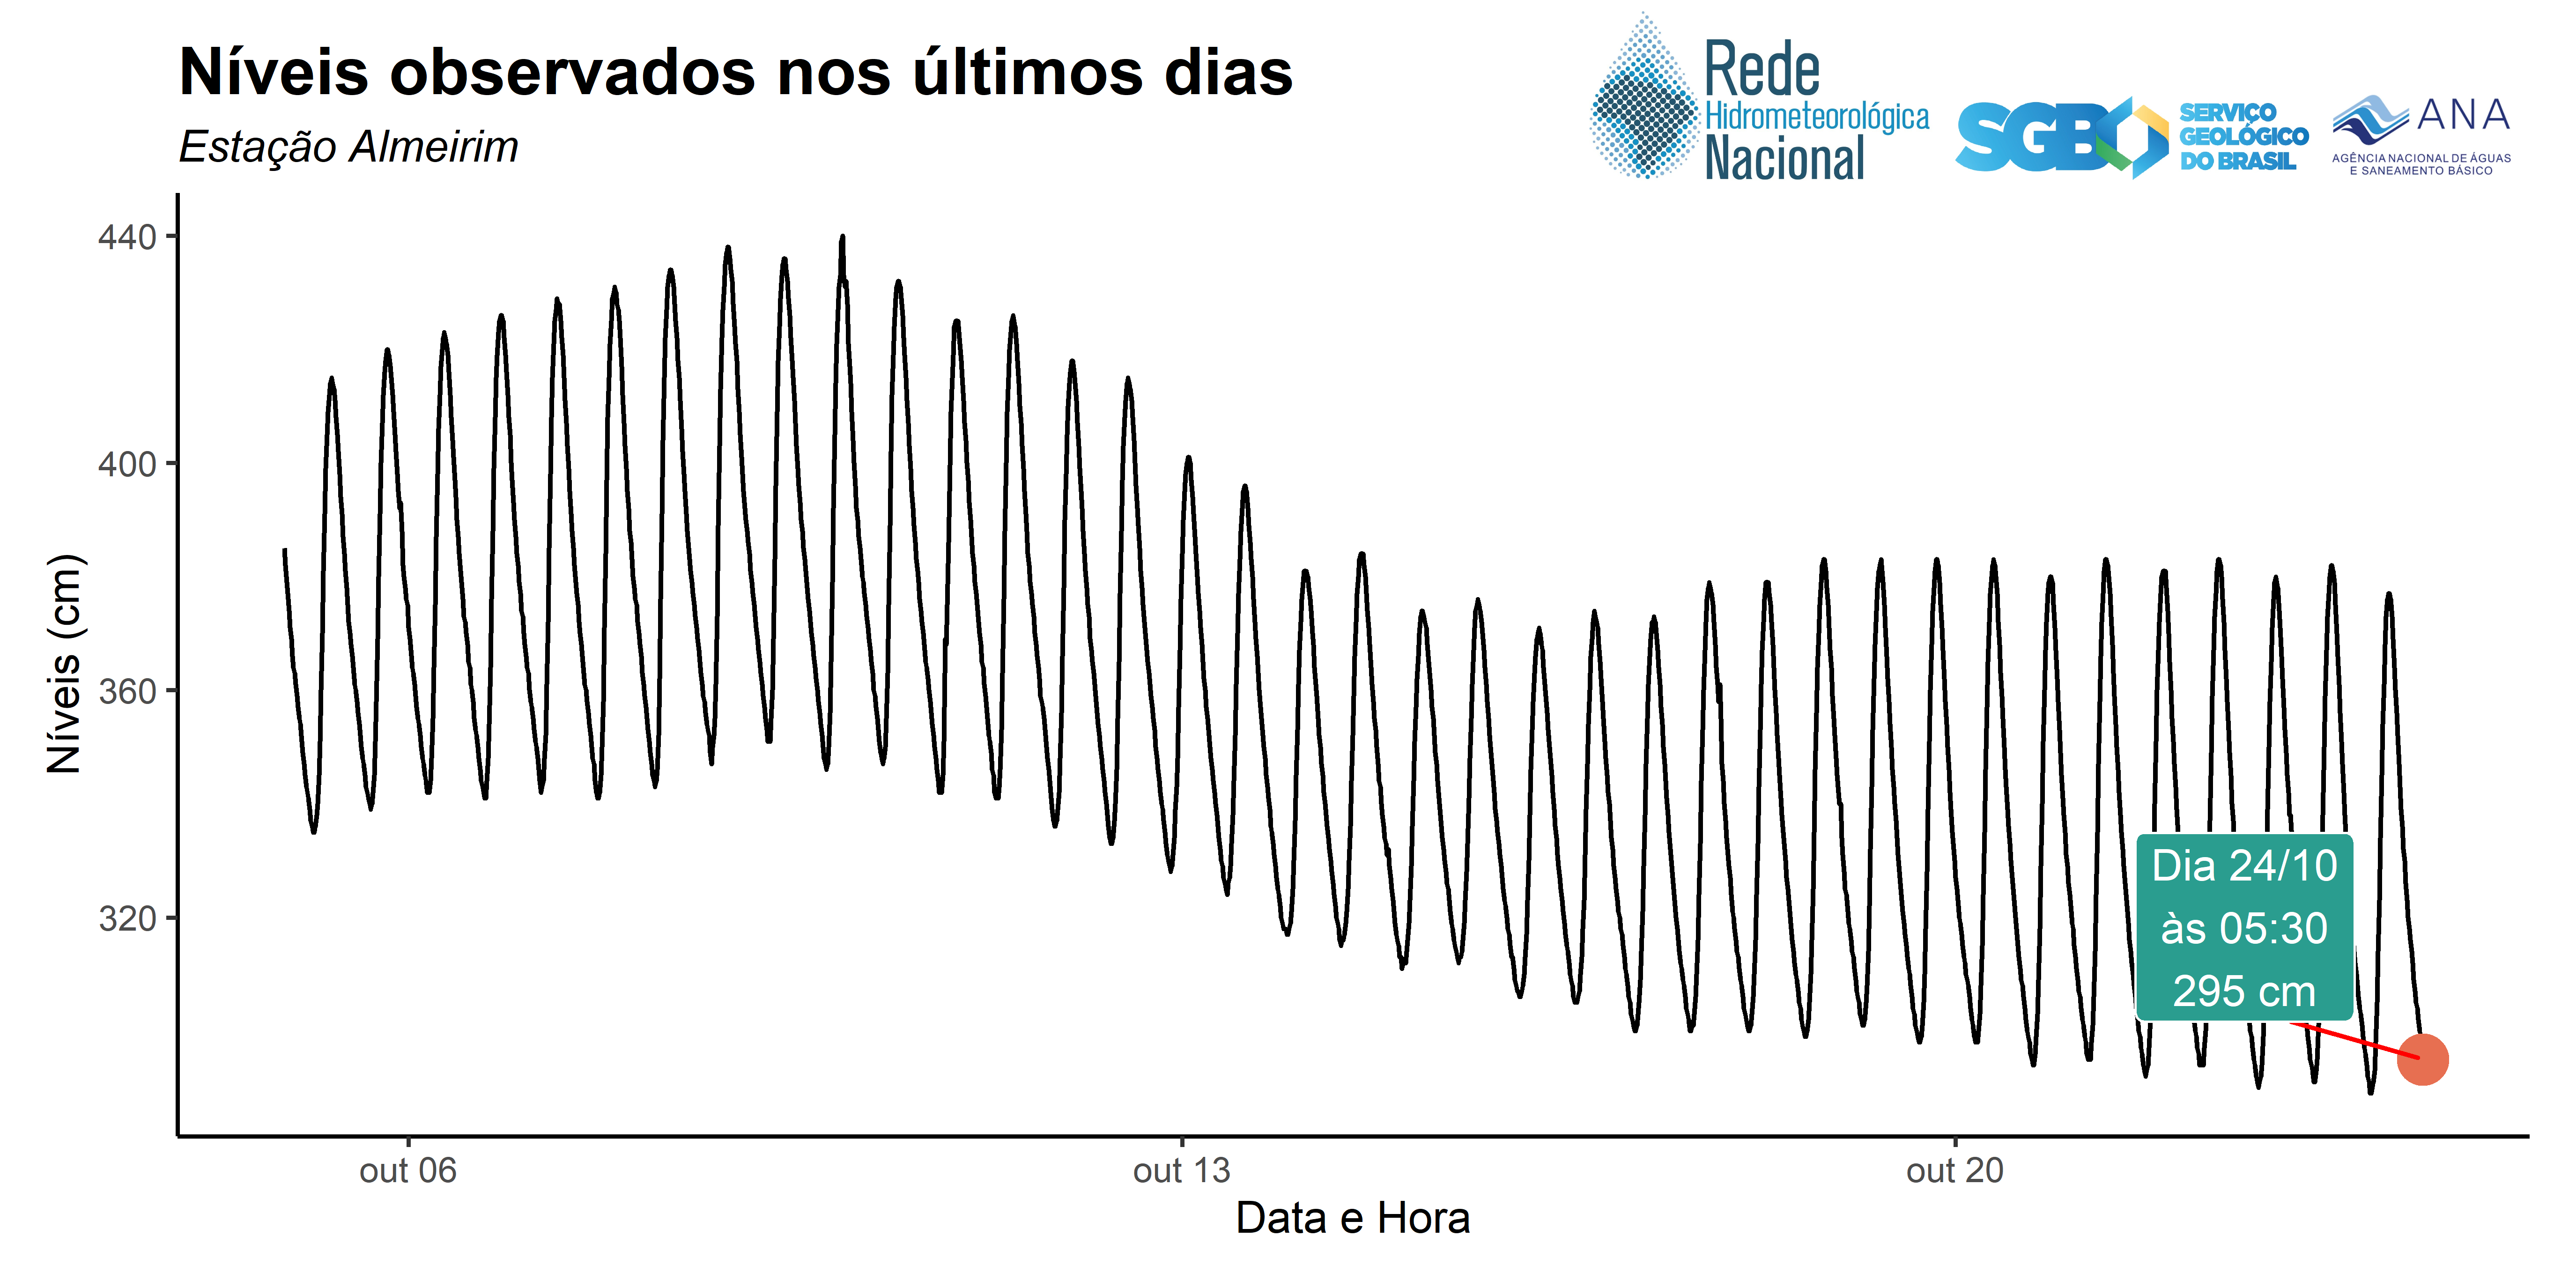 Níveis observados nos últimos dias
Estação Almeirim
Rede
Hidrometeorológica
Nacional
SGB
SERVIÇO
GEOLÓGICO
DO BRASIL
ANA
AGÊNCIA NACIONAL DE ÁGUAS
E SANEAMENTO BÁSICO
Níveis (cm)
440
400
360
320
Dia 24/10
às 05:30
295 cm
out 06
out 13
out 20
Data e Hora